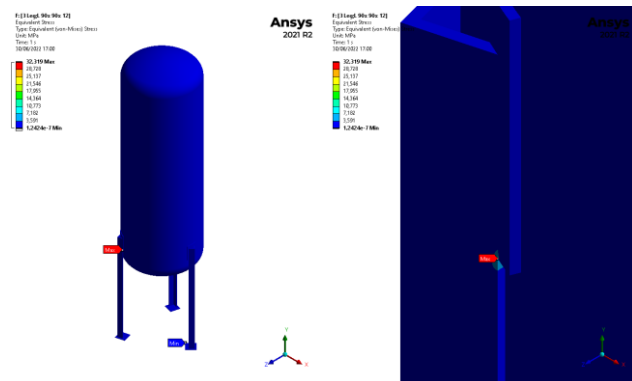 F: [3 Leg L 90x 90x 12]
Equivalent Stress
Type: Equivalent (von-Mises) Stress
Unit: MPa
Time: 1 s
30/06/2022 17:00
32,319 Max
28,728
25,137
21,546
17,955
14,364
10,773
7,182
3,591
1,2424e-7 Min
Ansys
2021 R2
Max
Min
Y
Z
X
F: [3 Leg L 90x 90x 12]
Equivalent Stress
Type: Equivalent (von-Mises) Stress
Unit: MPa
Time: 1 s
30/06/2022 17:00
32,319 Max
28,728
25,137
21,546
17,955
14,364
10,773
7,182
3,591
1,2424e-7 Min
Ansys
2021 R2
Max
Y
Z
X